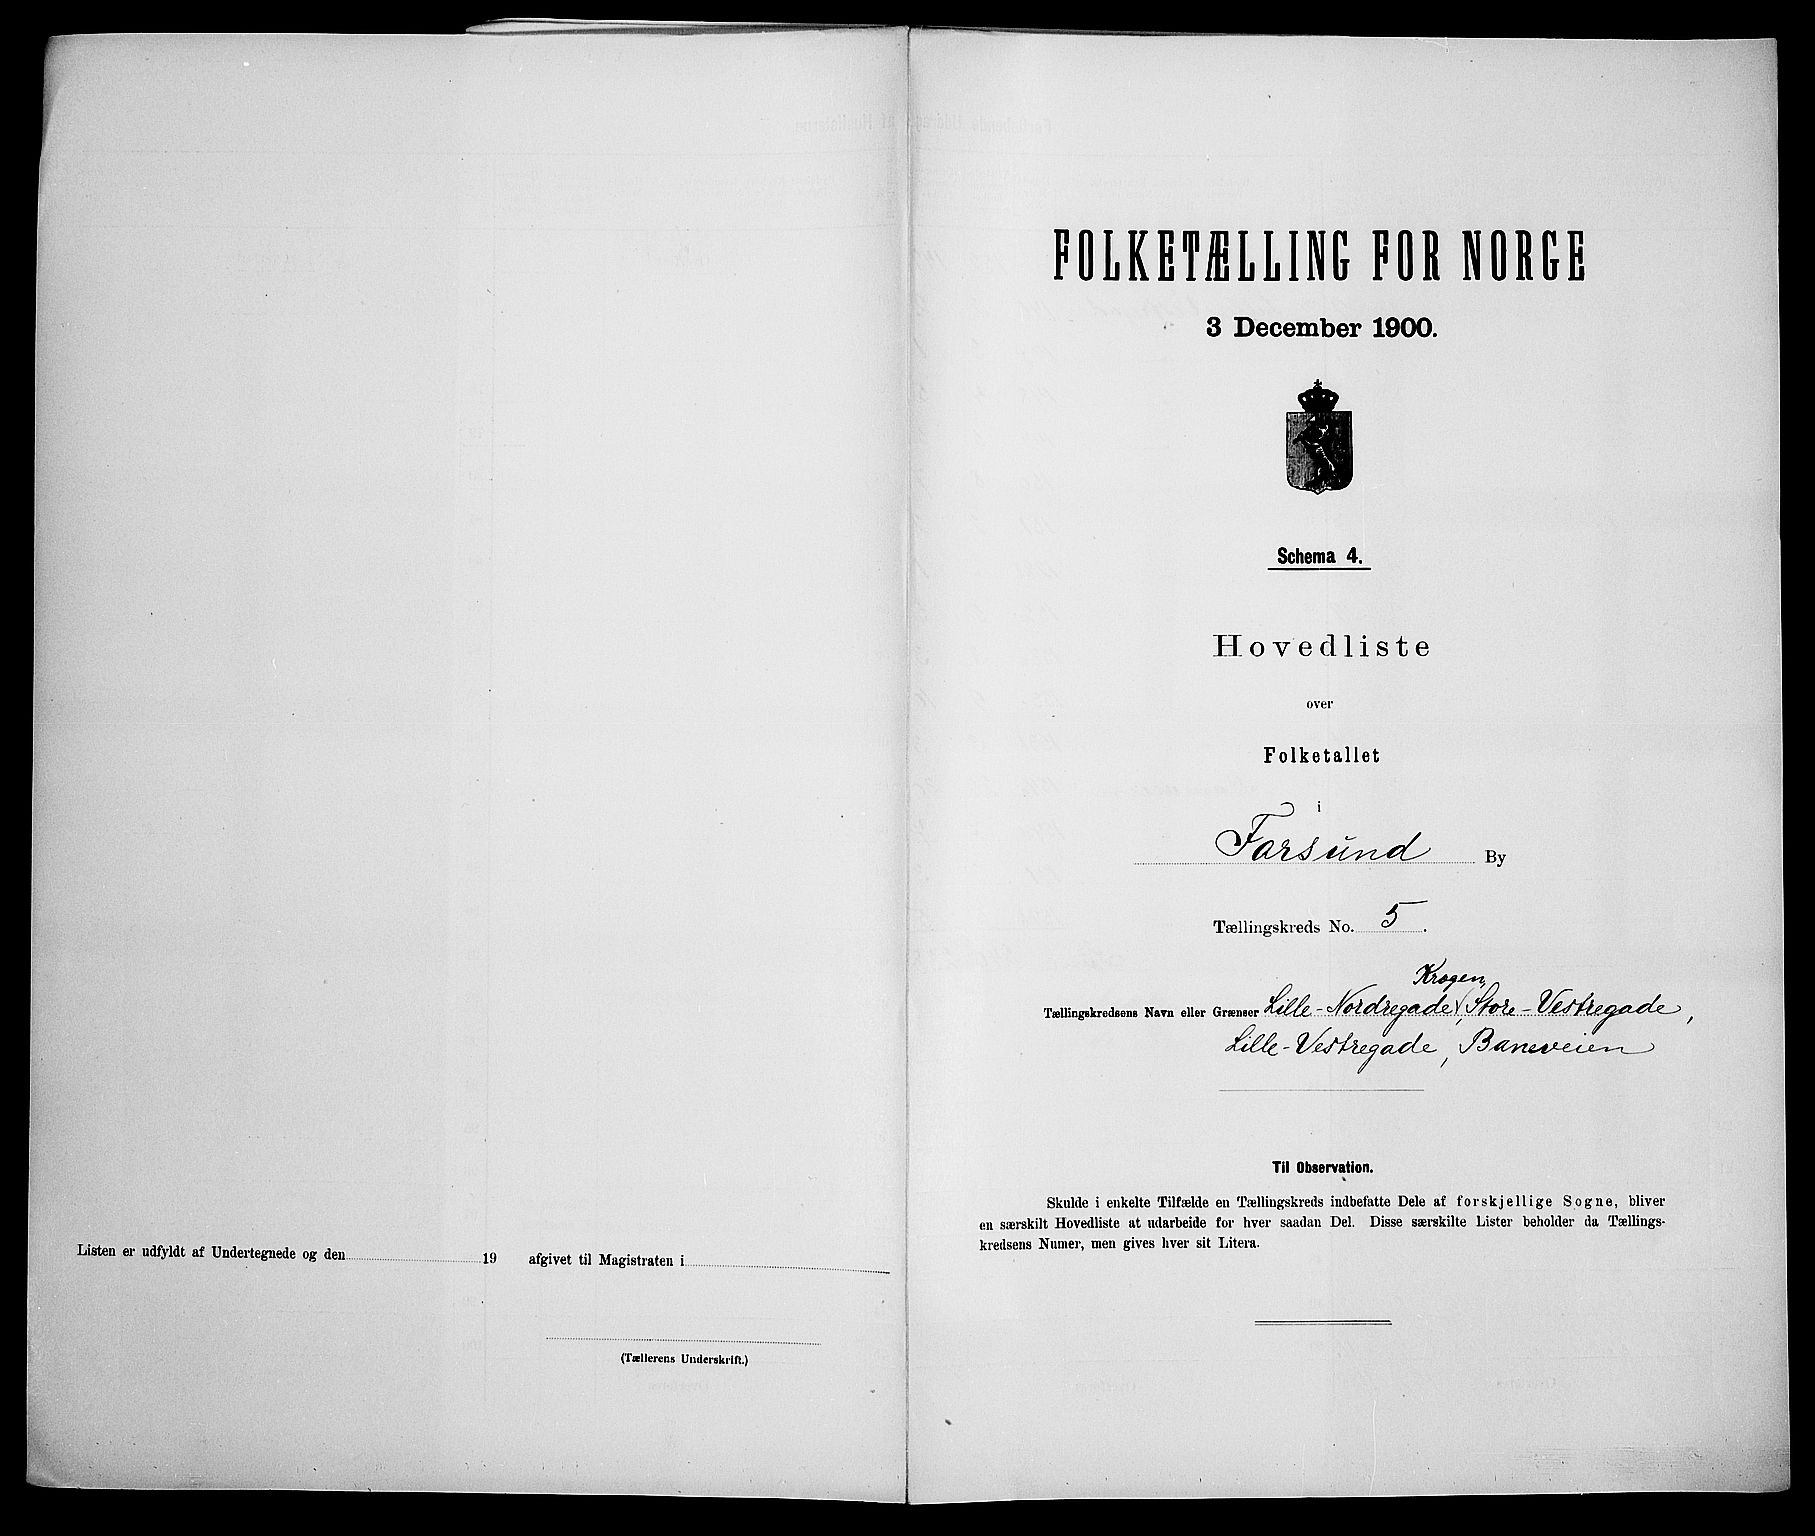 Listen er udfyldt af Undertegnede og den 19 afgivet til Magistraten i
(Tællerens Underskrift.)
FOLKETÆLLING FOR NORGE
3 December 1900.
Schema 4.
Hovedliste
over
Folketallet
i
Farsund By
Tællingskreds No. 5.
Krogen,
Tællingskredsens Navn eller Grænser Lille-Nordregade, Store-Vestregade,
Lille-Vestregade, Baneveien
Til Observation.
Skulde i enkelte Tilfælde en Tællingskreds indbefatte Dele af forskjellige Sogne, bliver
en særskilt Hovedliste at udarbeide for hver saadan Del. Disse særskilte Lister beholder da Tællings-
kredsens Numer, men gives hver sit Litera.